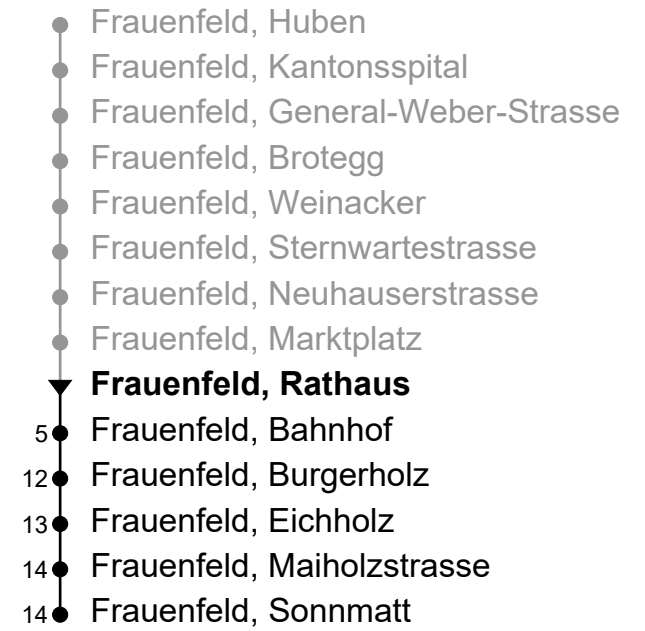 Frauenfeld, Huben
Frauenfeld, Kantonsspital
Frauenfeld, General-Weber-Strasse
Frauenfeld, Brotegg
Frauenfeld, Weinacker
Frauenfeld, Sternwartestrasse
Frauenfeld, Neuhauserstrasse
Frauenfeld, Marktplatz
Frauenfeld, Rathaus
5 Frauenfeld, Bahnhof
12 Frauenfeld, Burgerholz
13 Frauenfeld, Eichholz
14 Frauenfeld, Maiholzstrasse
14 Frauenfeld, Sonnmatt